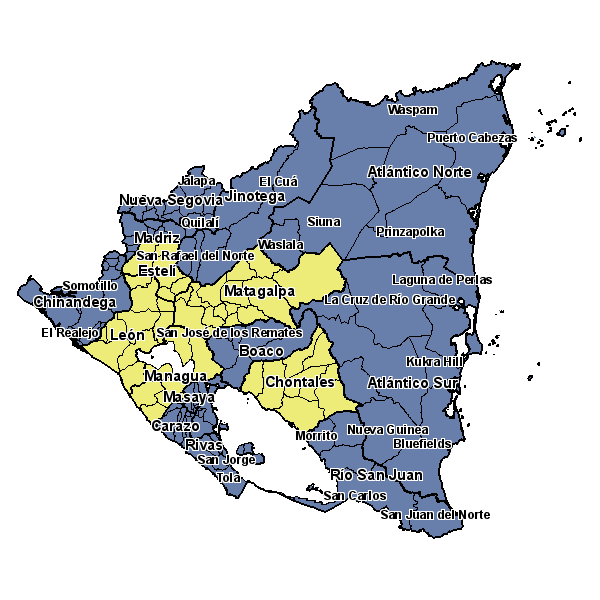 Waspam
Puerto Cabezas
Atlántico Norte
Jalapa
El Cuá
Nueva Segovia
Jinotega
Siuna
Quilalí
Prinzapolka
Madriz
Waslala
San Rafael del Norte
Estelí
Laguna de Perlas
Somotillo
Matagalpa
Chinandega
La Cruz de Río Grande
El Realejo
León
San José de los Remates
Boaco
Kukra Hill
Managua
Chontales
Atlántico Sur
Masaya
Carazo
Nueva Guinea
Morrito
Bluefields
Rivas
San Jorge
Río San Juan
Tola
San Carlos
San Juan del Norte